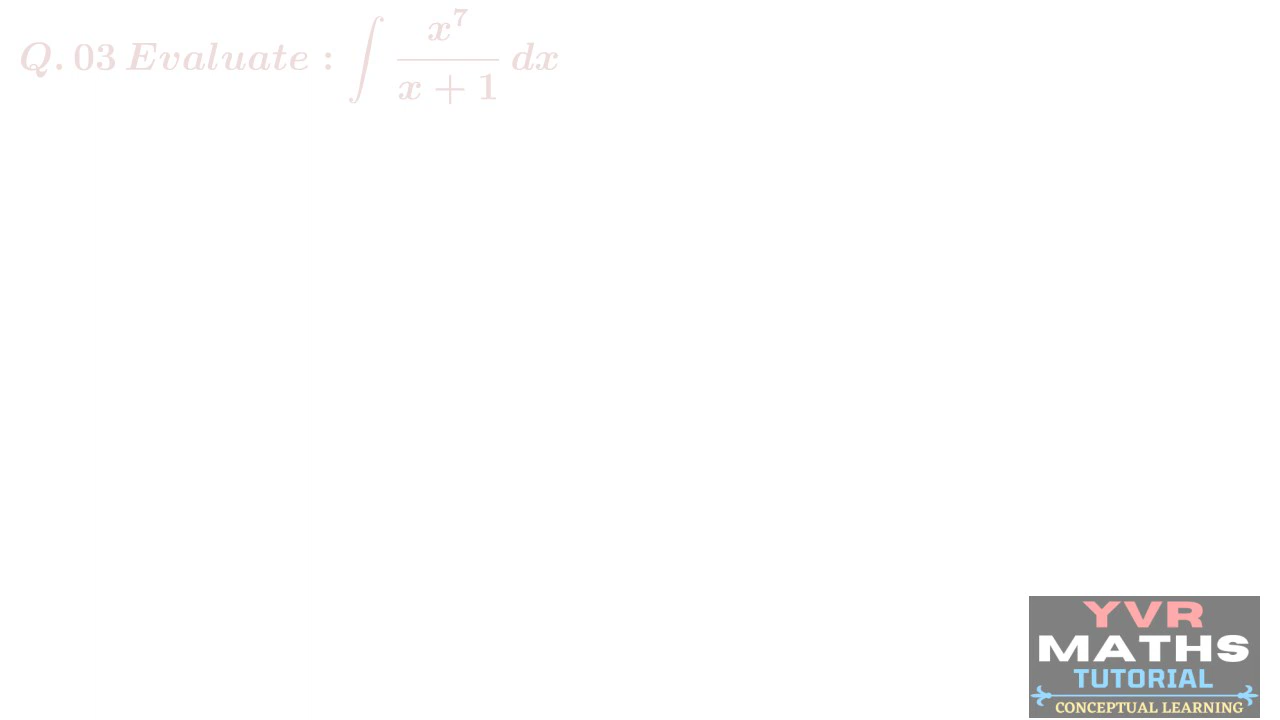 Q. 03 Evaluate : ∫ x⁷/(x + 1) dx
YVR
MATHS
TUTORIAL
CONCEPTUAL LEARNING